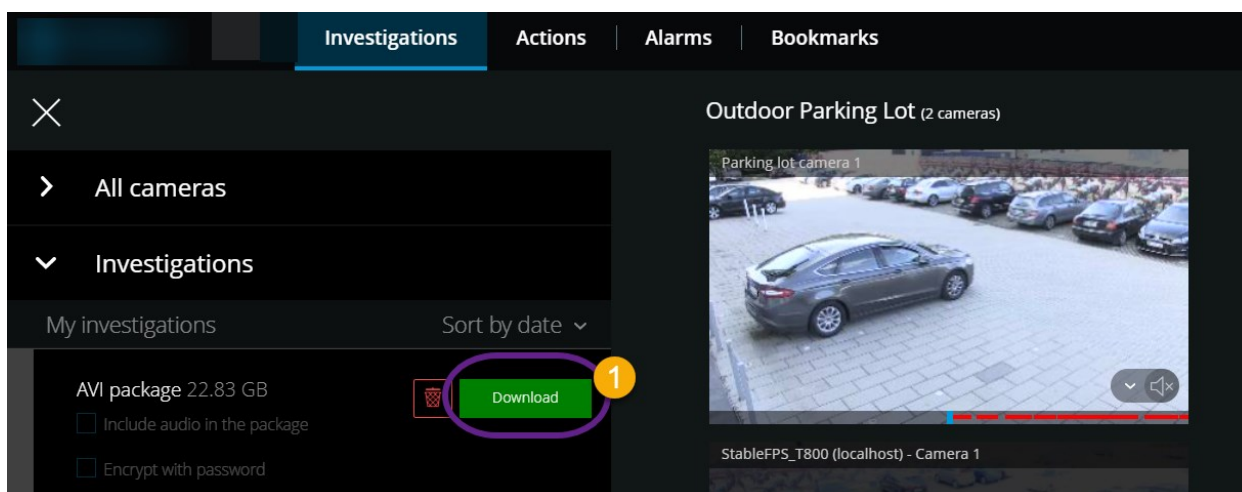 Investigations Actions Alarms Bookmarks
Outdoor Parking Lot (2 cameras)
All cameras
Investigations
My investigations Sort by date
AVI package 22.83 GB
Download
1
Include audio in the package
Encrypt with password
Parking lot camera 1
StableFPS_T800 (localhost) - Camera 1